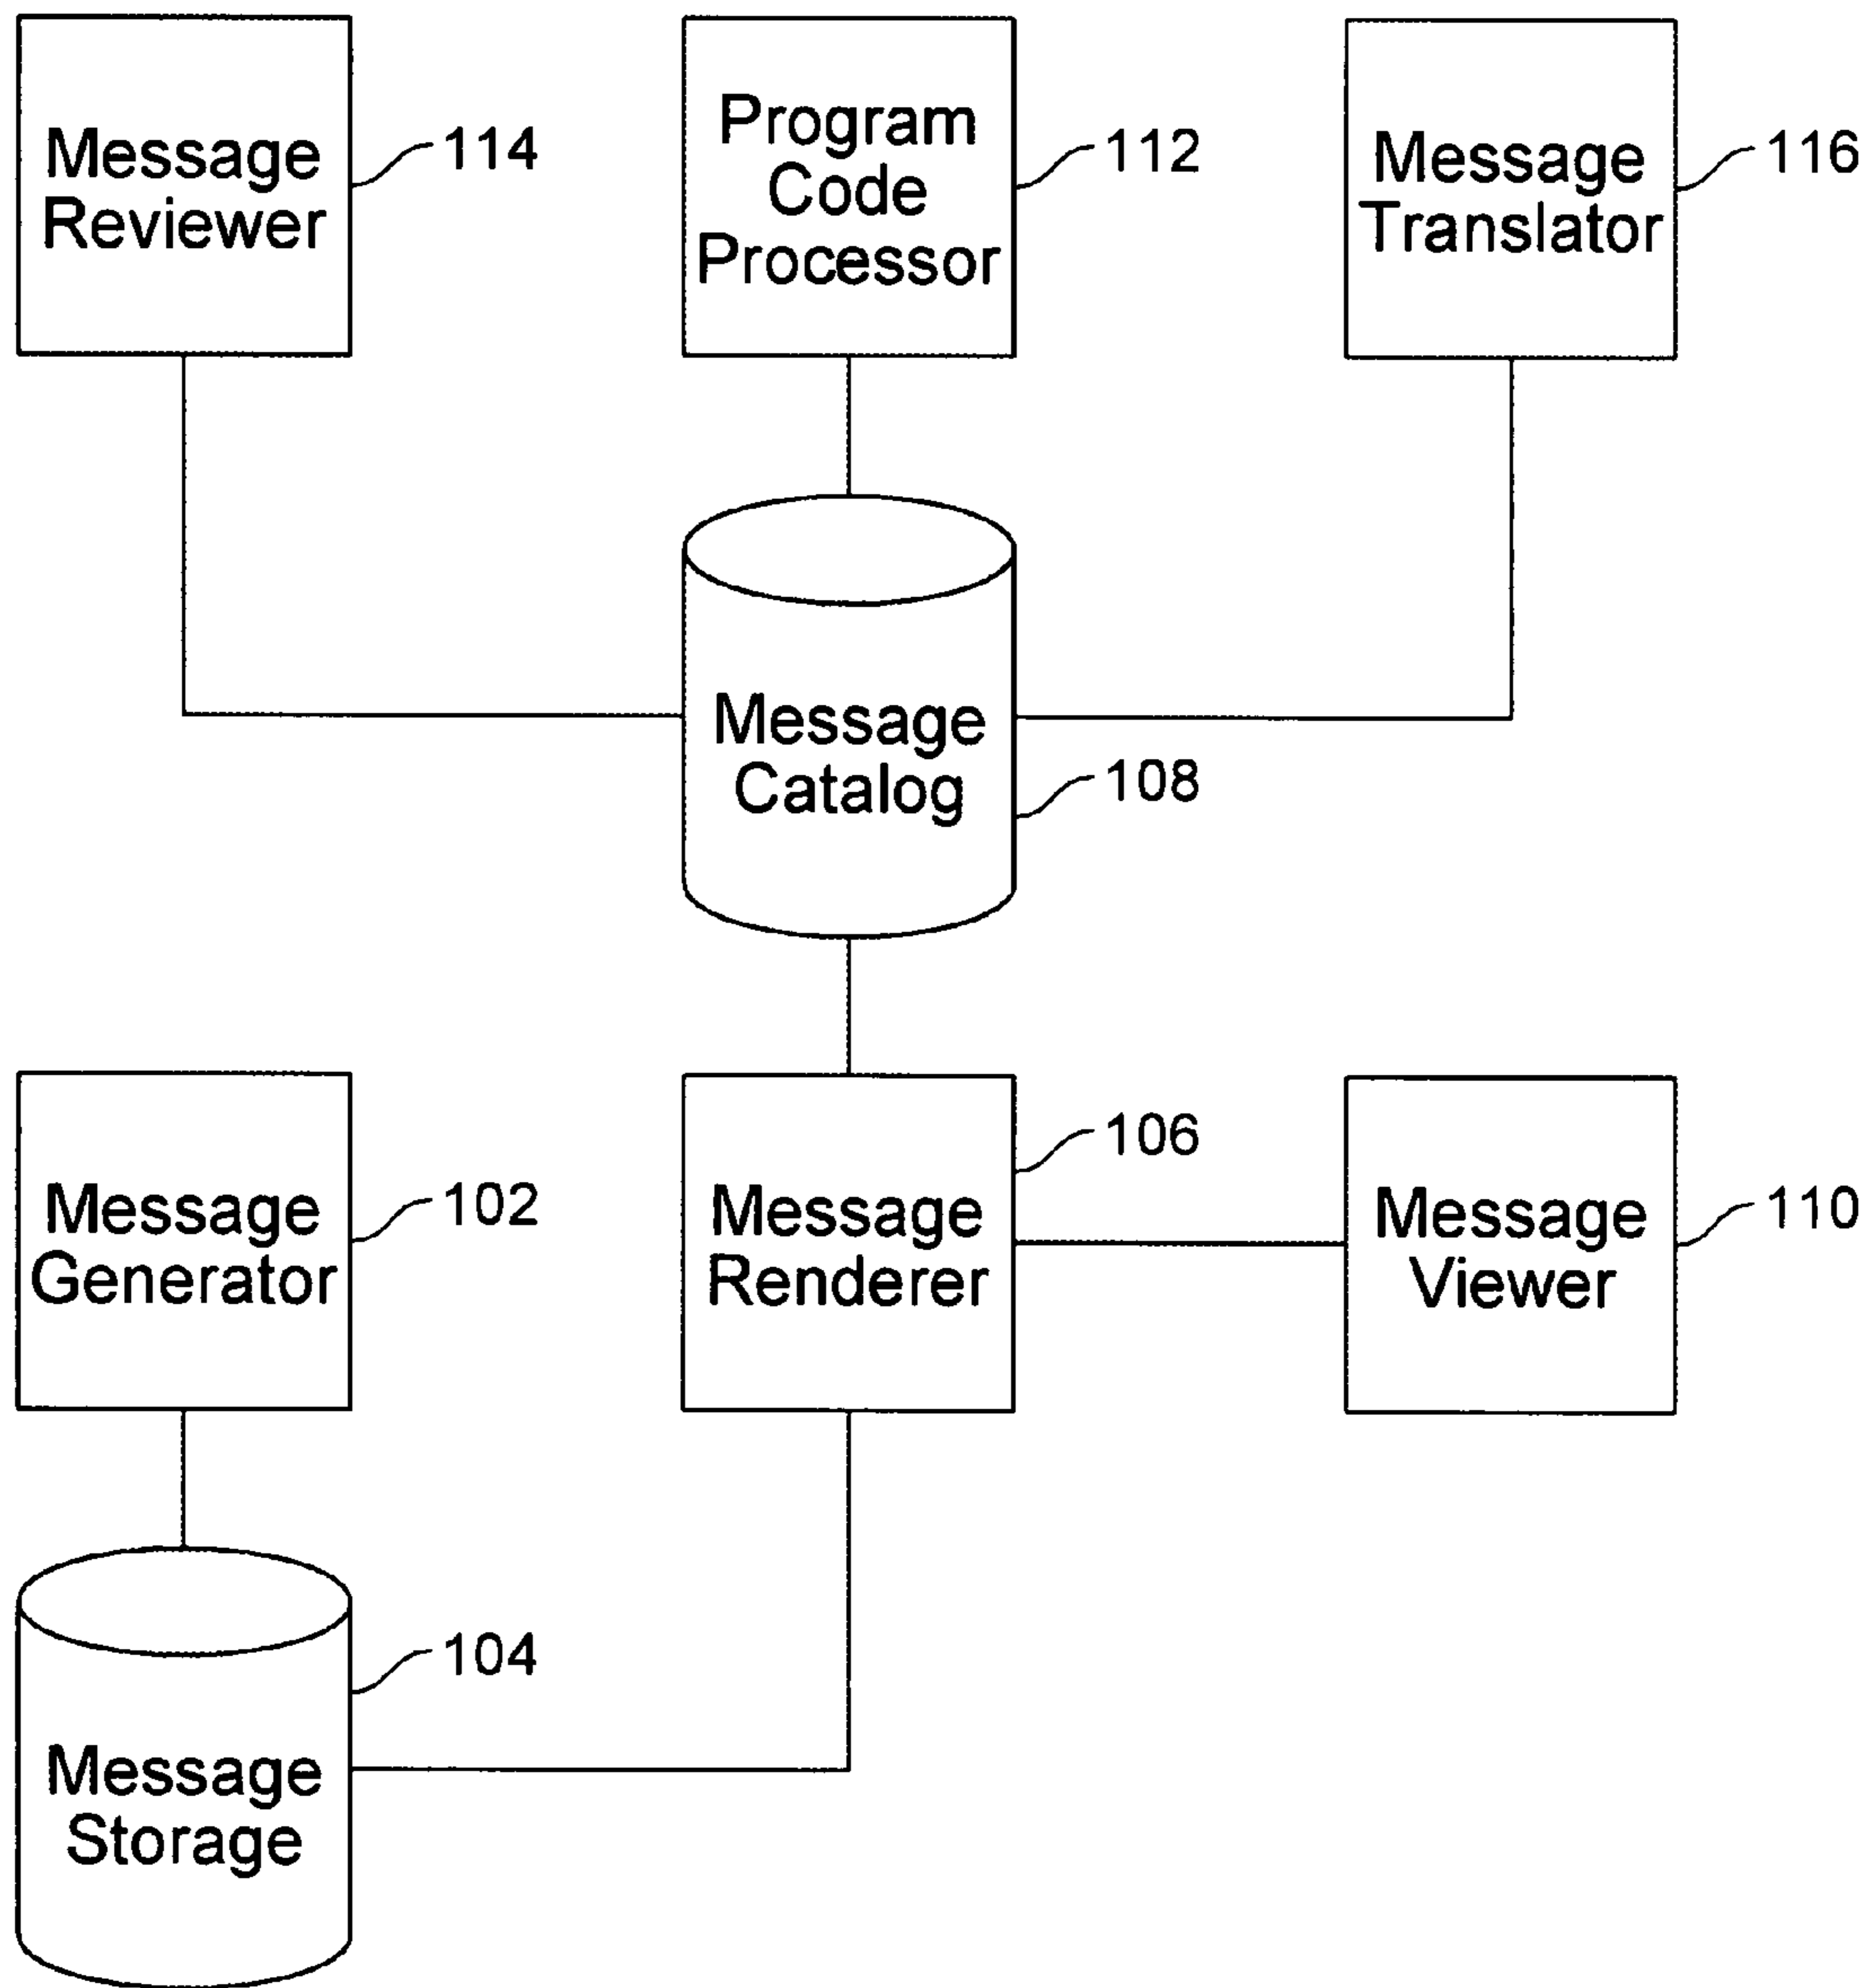 Message
Reviewer
114
Program
Code
Processor
112
Message
Translator
116
Message
Catalog
108
Message
Generator
102
Message
Renderer
106
Message
Viewer
110
Message
Storage
104